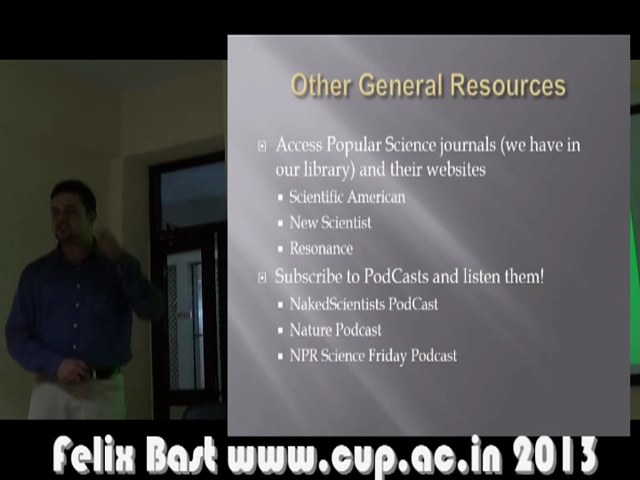 Other General Resources
Access Popular Science journals (we have in
our library) and their websites
Scientific American
New Scientist
Resonance
Subscribe to PodCasts and listen them!
NakedScientists PodCast
Nature Podcast
NPR Science Friday Podcast
Felix Bast www.cup.ac.in 2013